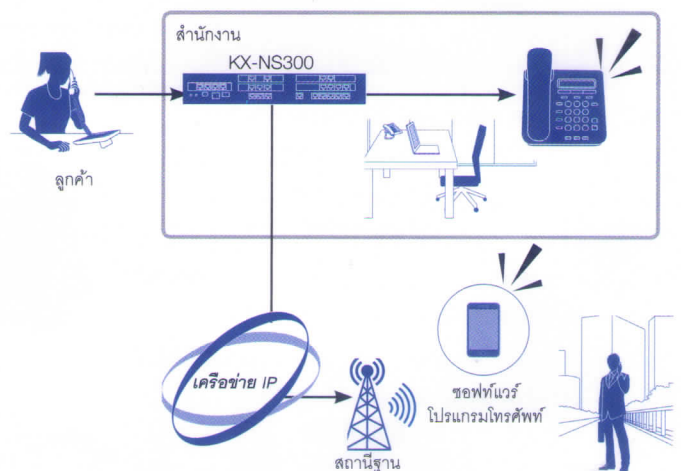 สำนักงาน
KX-NS300
ลูกค้า
เครือข่าย IP
ซอฟท์แวร์
โปรแกรมโทรศัพท์
สถานีฐาน